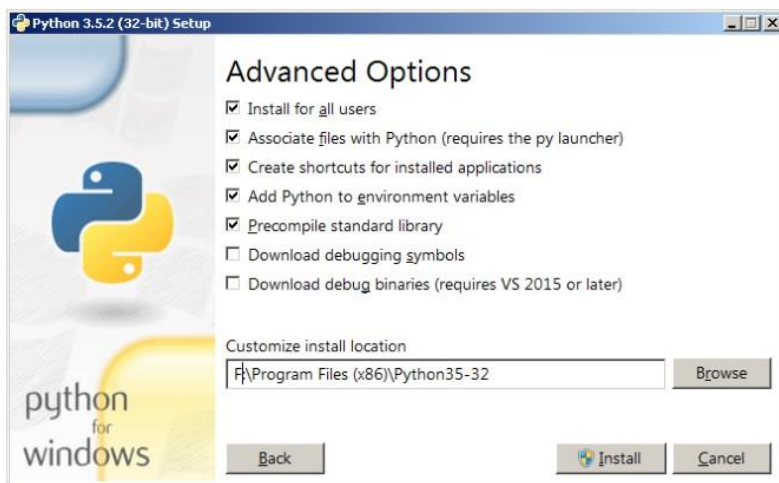 Python 3.5.2 (32-bit) Setup
Advanced Options
Install for all users
Associate files with Python (requires the py launcher)
Create shortcuts for installed applications
Add Python to environment variables
Precompile standard library
Download debugging symbols
Download debug binaries (requires VS 2015 or later)
Customize install location
F:\Program Files (x86)\Python35-32
Browse
python
for
windows
Back
Install
Cancel